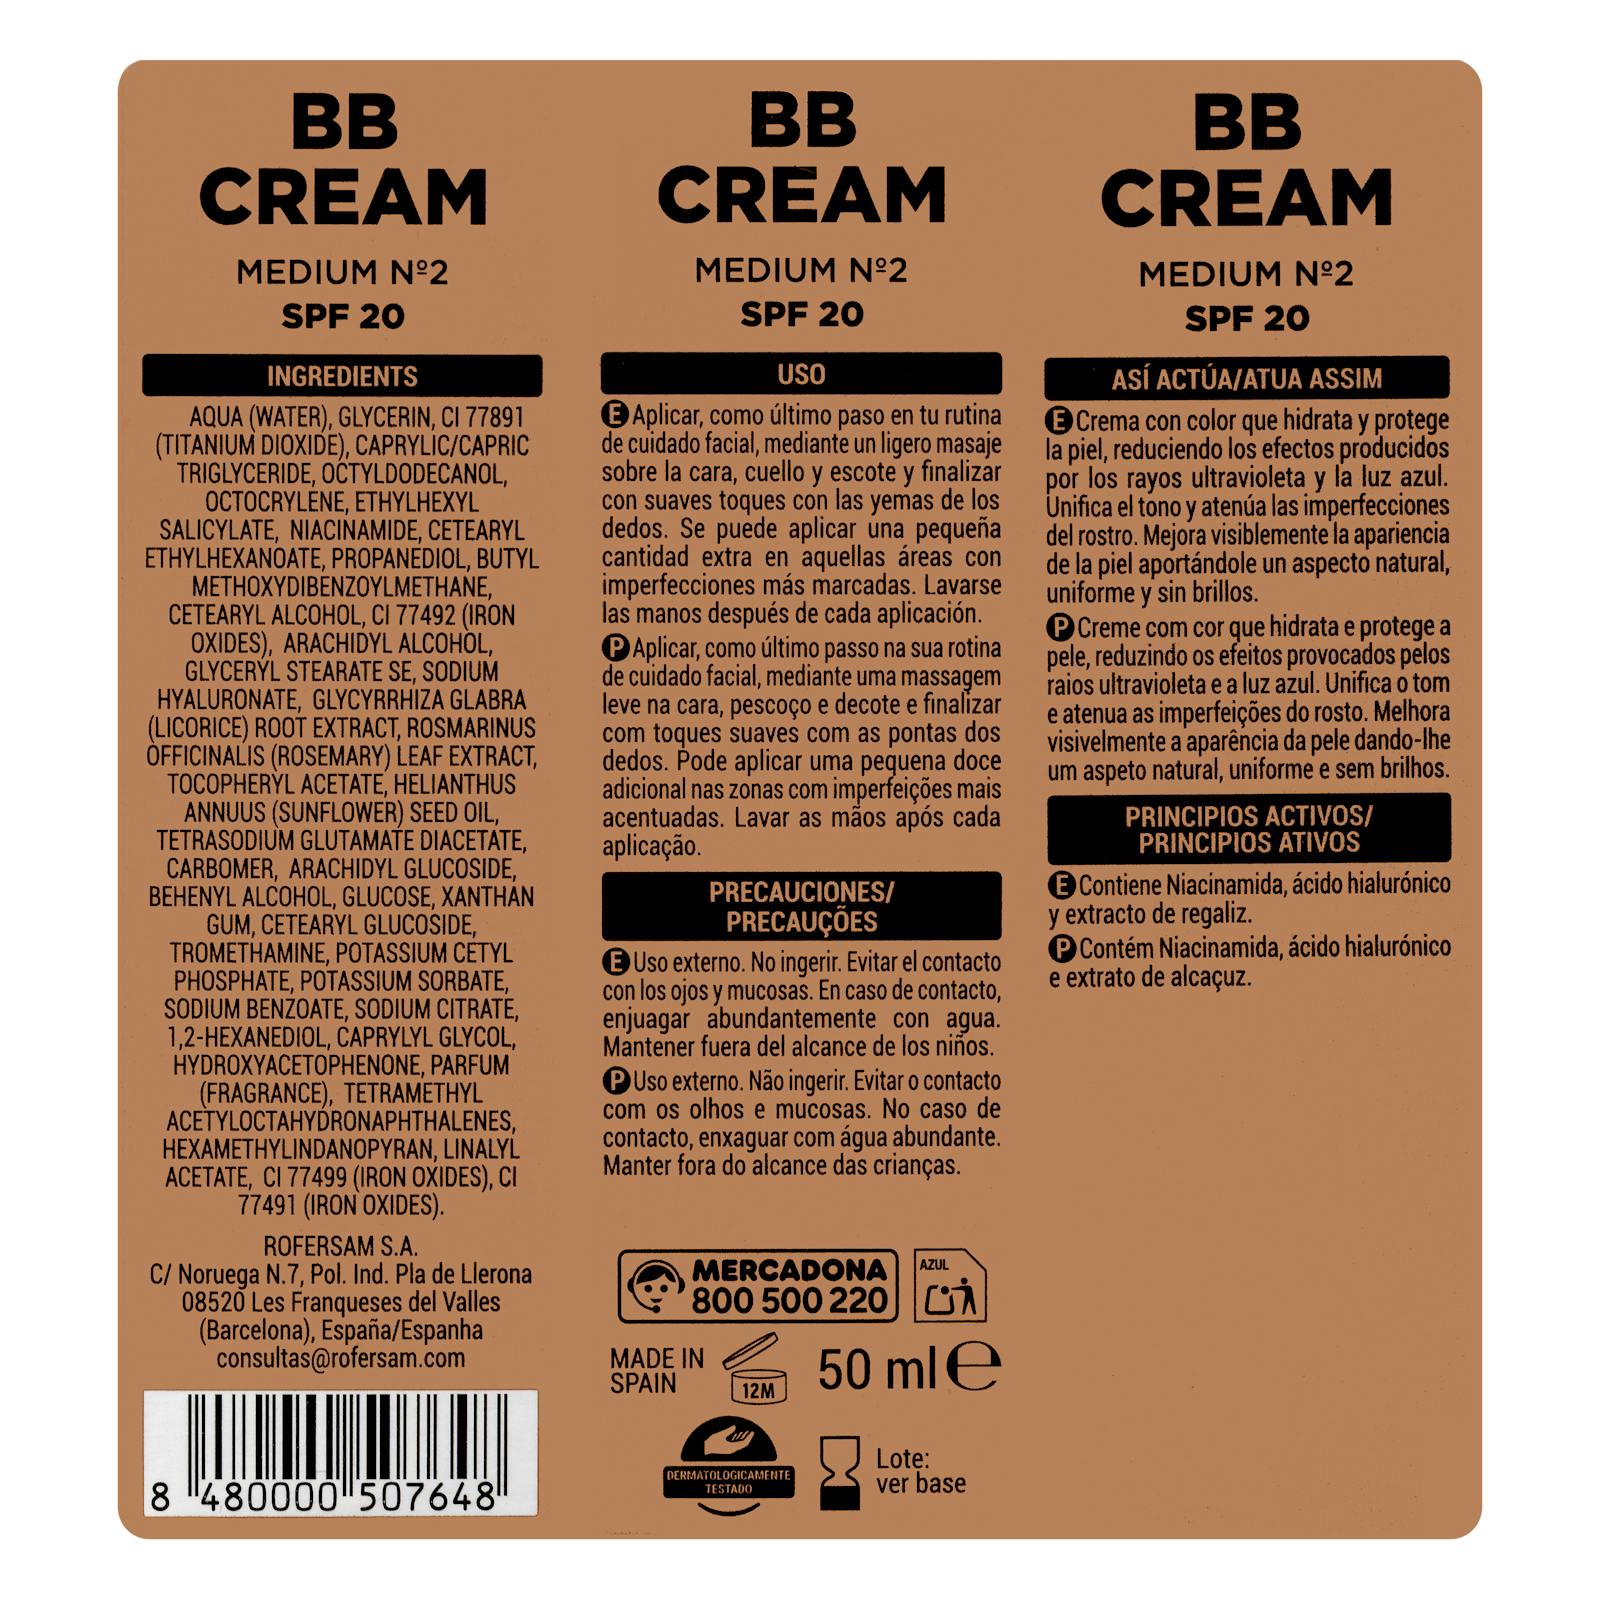 BB
CREAM
MEDIUM Nº2
SPF 20
INGREDIENTS
AQUA (WATER), GLYCERIN, CI 77891
(TITANIUM DIOXIDE), CAPRYLIC/CAPRIC
TRIGLYCERIDE, OCTYLDODECANOL,
OCTOCRYLENE, ETHYLHEXYL
SALICYLATE, NIACINAMIDE, CETEARYL
ETHYLHEXANOATE, PROPANEDIOL, BUTYL
METHOXYDIBENZOYLMETHANE,
CETEARYL ALCOHOL, CI 77492 (IRON
OXIDES), ARACHIDYL ALCOHOL,
GLYCERYL STEARATE SE, SODIUM
HYALURONATE, GLYCYRRHIZA GLABRA
(LICORICE) ROOT EXTRACT, ROSMARINUS
OFFICINALIS (ROSEMARY) LEAF EXTRACT,
TOCOPHERYL ACETATE, HELIANTHUS
ANNUUS (SUNFLOWER) SEED OIL,
TETRASODIUM GLUTAMATE DIACETATE,
CARBOMER, ARACHIDYL GLUCOSIDE,
BEHENYL ALCOHOL, GLUCOSE, XANTHAN
GUM, CETEARYL GLUCOSIDE,
TROMETHAMINE, POTASSIUM CETYL
PHOSPHATE, POTASSIUM SORBATE,
SODIUM BENZOATE, SODIUM CITRATE,
1,2-HEXANEDIOL, CAPRYLYL GLYCOL,
HYDROXYACETOPHENONE, PARFUM
(FRAGRANCE), TETRAMETHYL
ACETYLOCTAHYDRONAPHTHALENES,
HEXAMETHYLINDANOPYRAN, LINALYL
ACETATE, CI 77499 (IRON OXIDES), CI
77491 (IRON OXIDES).
ROFERSAM S.A.
C/ Noruega N.7, Pol. Ind. Pla de Llerona
08520 Les Franqueses del Valles
(Barcelona), España/Espanha
consultas@rofersam.com
8 480000 507648
BB
CREAM
MEDIUM Nº2
SPF 20
USO
E Aplicar, como último paso en tu rutina
de cuidado facial, mediante un ligero masaje
sobre la cara, cuello y escote y finalizar
con suaves toques con las yemas de los
dedos. Se puede aplicar una pequeña
cantidad extra en aquellas áreas con
imperfecciones más marcadas. Lavarse
las manos después de cada aplicación.
P Aplicar, como último passo na sua rotina
de cuidado facial, mediante uma massagem
leve na cara, pescoço e decote e finalizar
com toques suaves com as pontas dos
dedos. Pode aplicar uma pequena doce
adicional nas zonas com imperfeições mais
acentuadas. Lavar as mãos após cada
aplicação.
PRECAUCIONES/
PRECAUÇÕES
E Uso externo. No ingerir. Evitar el contacto
con los ojos y mucosas. En caso de contacto,
enjuagar abundantemente con agua.
Mantener fuera del alcance de los niños.
P Uso externo. Não ingerir. Evitar o contacto
com os olhos e mucosas. No caso de
contacto, enxaguar com água abundante.
Manter fora do alcance das crianças.
MERCADONA
800 500 220
AZUL
MADE IN
SPAIN
12M
50 ml e
DERMATOLOGICAMENTE
TESTADO
Lote:
ver base
BB
CREAM
MEDIUM Nº2
SPF 20
ASÍ ACTÚA/ATUA ASSIM
E Crema con color que hidrata y protege
la piel, reduciendo los efectos producidos
por los rayos ultravioleta y la luz azul.
Unifica el tono y atenúa las imperfecciones
del rostro. Mejora visiblemente la apariencia
de la piel aportándole un aspecto natural,
uniforme y sin brillos.
P Creme com cor que hidrata e protege a
pele, reduzindo os efeitos provocados pelos
raios ultravioleta e a luz azul. Unifica o tom
e atenua as imperfeições do rosto. Melhora
visivelmente a aparência da pele dando-lhe
um aspeto natural, uniforme e sem brilhos.
PRINCIPIOS ACTIVOS/
PRINCIPIOS ATIVOS
E Contiene Niacinamida, ácido hialurónico
y extracto de regaliz.
P Contém Niacinamida, ácido hialurónico
e extrato de alcaçuz.